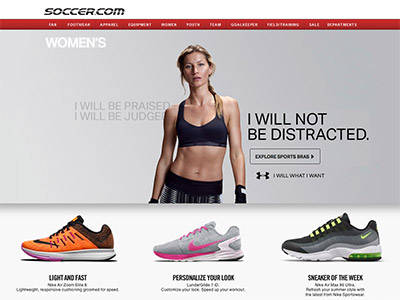 SOCCER.COM
FAN FOOTWEAR APPAREL EQUIPMENT WOMEN YOUTH TEAM GOALKEEPER FIELD/TRAINING SALE DEPARTMENTS
WOMEN'S
I WILL BE PRAISED
I WILL BE JUDGED
I WILL NOT
BE DISTRACTED.
EXPLORE SPORTS BRAS
I WILL WHAT I WANT
LIGHT AND FAST
Nike Air Zoom Elite 8
Lightweight, responsive cushioning groomed for speed.
PERSONALIZE YOUR LOOK
LunarGlide 7 iD.
Customize your look. Speed up your workout.
SNEAKER OF THE WEEK
Nike Air Max 95 Ultra.
Refresh your summer style with
the latest from Nike Sportswear.